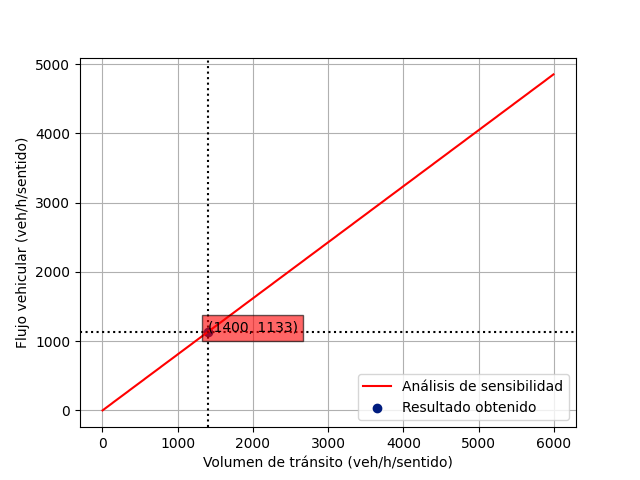 5000
4000
3000
2000
1000
0
Flujo vehicular (veh/h/sentido)
(1400, 1133)
Análisis de sensibilidad
Resultado obtenido
0 1000 2000 3000 4000 5000 6000
Volumen de tránsito (veh/h/sentido)